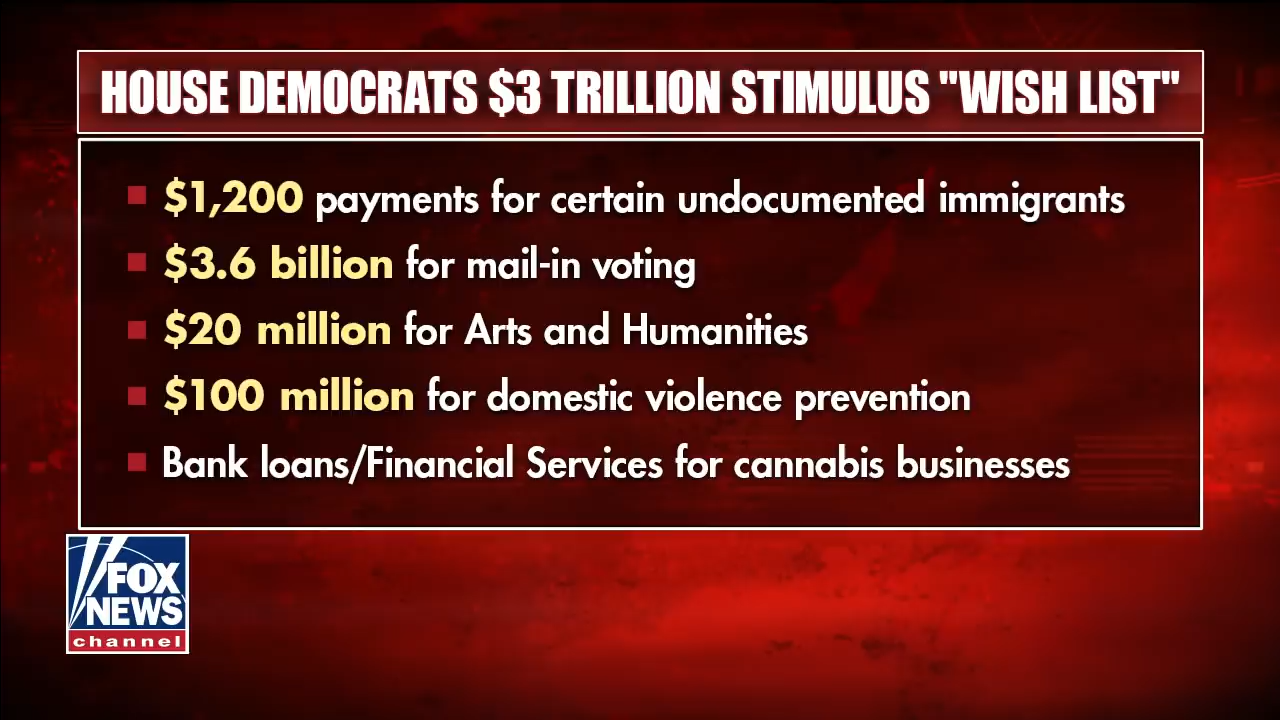 HOUSE DEMOCRATS $3 TRILLION STIMULUS "WISH LIST"
$1,200 payments for certain undocumented immigrants
$3.6 billion for mail-in voting
$20 million for Arts and Humanities
$100 million for domestic violence prevention
Bank loans/Financial Services for cannabis businesses
FOX
NEWS
channel